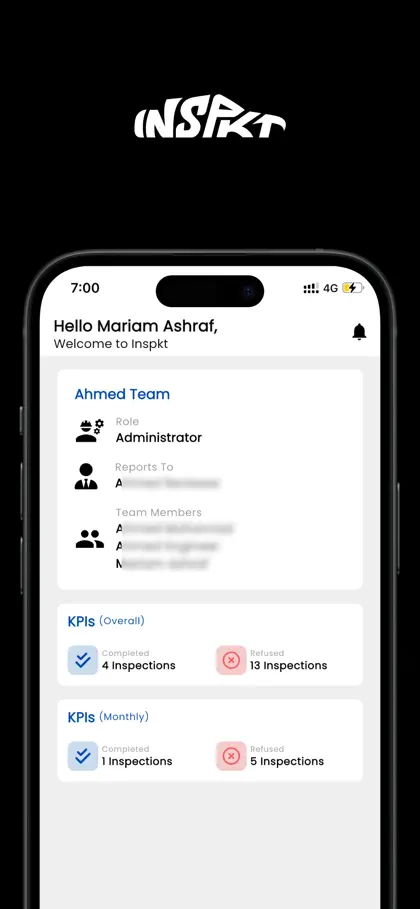 INSPKT
7:00
4G
Hello Mariam Ashraf,
Welcome to Inspkt
Ahmed Team
Role
Administrator
Reports To
Team Members
KPIs (Overall)
Completed
4 Inspections
Refused
13 Inspections
KPIs (Monthly)
Completed
1 Inspections
Refused
5 Inspections